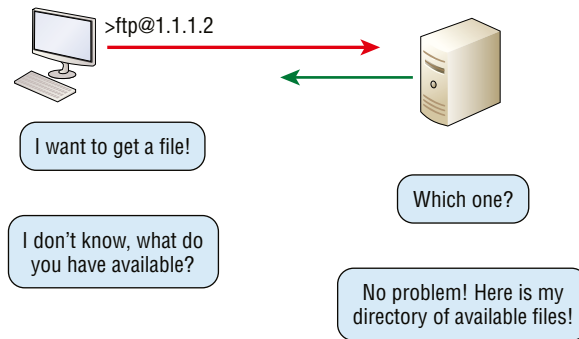 >ftp@1.1.1.2
I want to get a file!
Which one?
I don't know, what do
you have available?
No problem! Here is my
directory of available files!